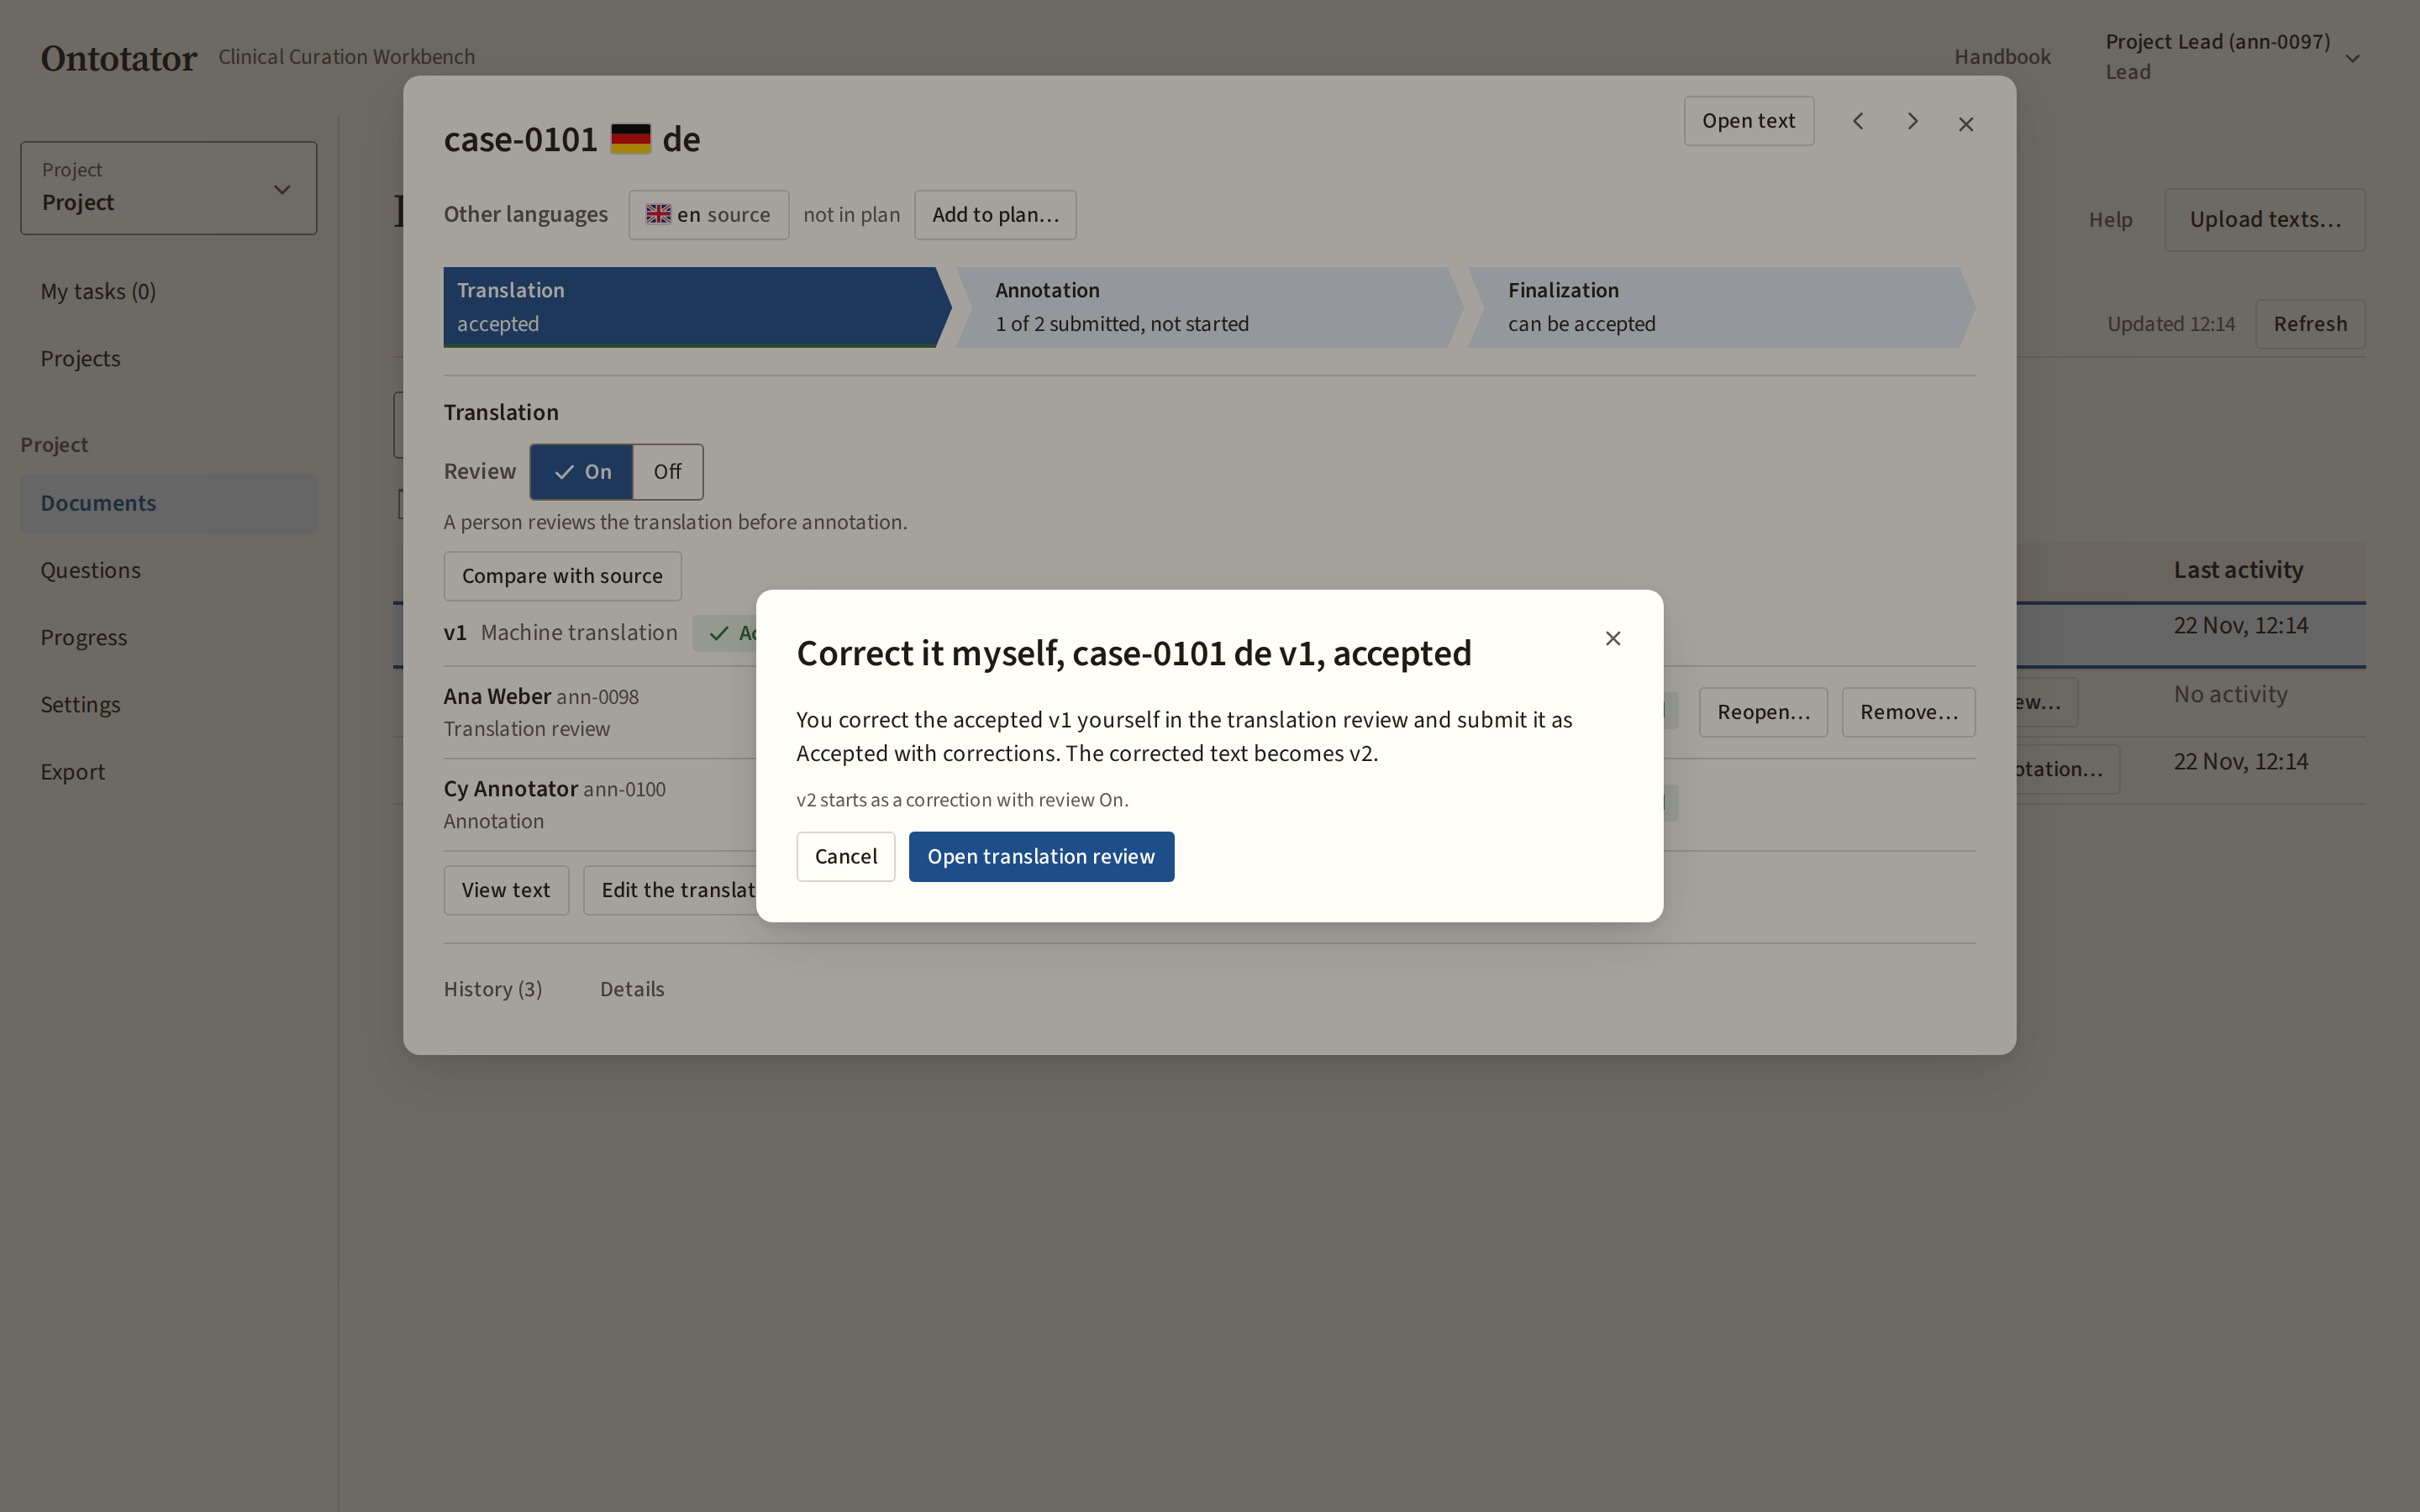 Ontotator Clinical Curation Workbench
Handbook
Project Lead (ann-0097)
Lead
Project
Project
My tasks (0)
Projects
Project
Documents
Questions
Progress
Settings
Export
Help
Upload texts…
Updated 12:14
Refresh
Last activity
22 Nov, 12:14
No activity
22 Nov, 12:14
case-0101 de
Open text
Other languages
en source
not in plan
Add to plan…
Translation
accepted
Annotation
1 of 2 submitted, not started
Finalization
can be accepted
Translation
Review
On
Off
A person reviews the translation before annotation.
Compare with source
v1 Machine translation
Ana Weber ann-0098
Translation review
Reopen…
Remove…
Cy Annotator ann-0100
Annotation
View text
Edit the translat
History (3)
Details
Correct it myself, case-0101 de v1, accepted
You correct the accepted v1 yourself in the translation review and submit it as
Accepted with corrections. The corrected text becomes v2.
v2 starts as a correction with review On.
Cancel
Open translation review